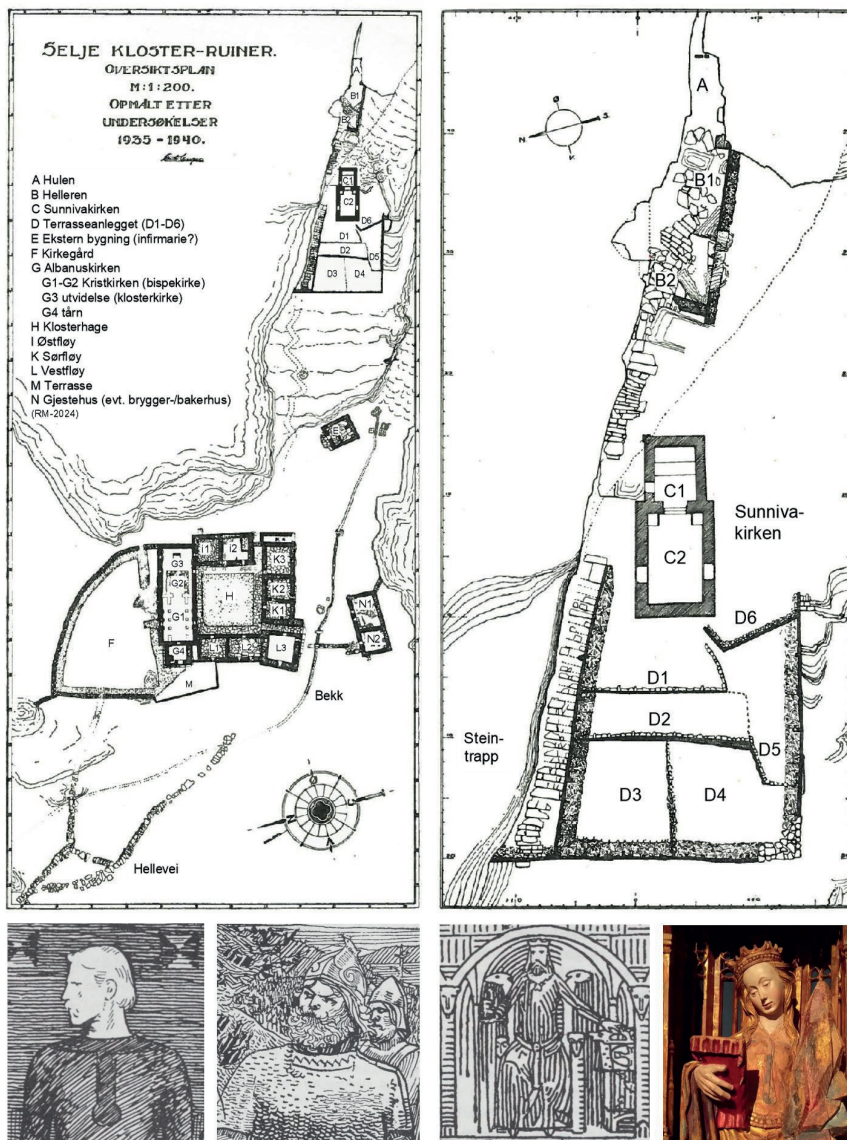 SELJE KLOSTER-RUINER.
OVERSIKTSPLAN
M:1:200.
OPMÅLT ETTER
UNDERSØKELSER
1935-1940.
A Hulen
B Helleren
C Sunnivakirken
D Terrasseanlegget (D1-D6)
E Ekstern bygning (infirmarie?)
F Kirkegård
G Albanuskirken
G1-G2 Kristkirken (bispekirke)
G3 utvidelse (klosterkirke)
G4 tårn
H Klosterhage
I Østfløy
K Sørfløy
L Vestfløy
M Terrasse
N Gjestehus (evt. brygger-/bakerhus)
(RM-2024)
A
B1
B2
C1
C2
D6
D1
D2
D5
D3
D4
E
I1
I2
G3
K3
G2
H
K2
N1
G1
K1
F
N2
G4
L1
L2
L3
M
Bekk
Hellevei
A
Ø
N.
S.
V.
B1
B2
C1
Sunniva-
kirken
C2
D6
D1
D2
Stein-
trapp
D5
D3
D4